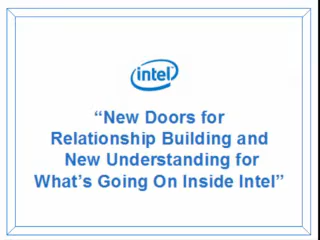 intel
“New Doors for
Relationship Building and
New Understanding for
What’s Going On Inside Intel”